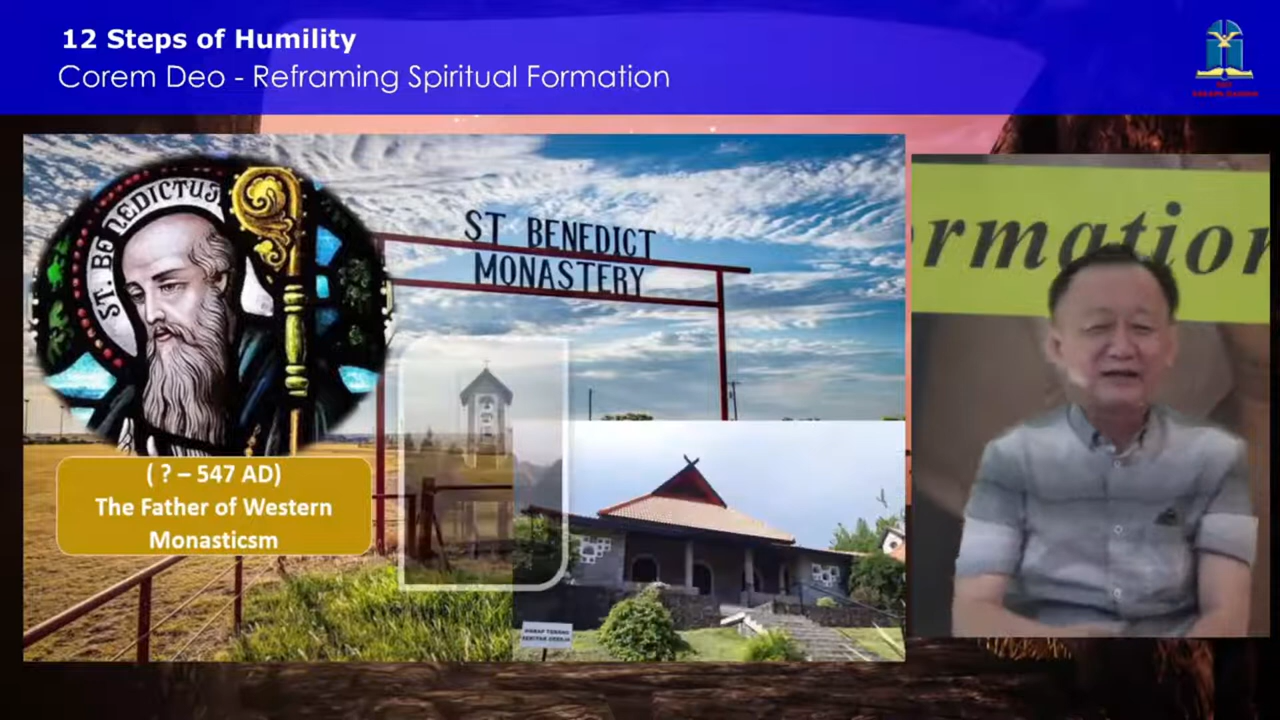 12 Steps of Humility
Corem Deo - Reframing Spiritual Formation
ST. BENEDICTUS
ST BENEDICT
MONASTERY
( ? – 547 AD)
The Father of Western
Monasticsm
ormation